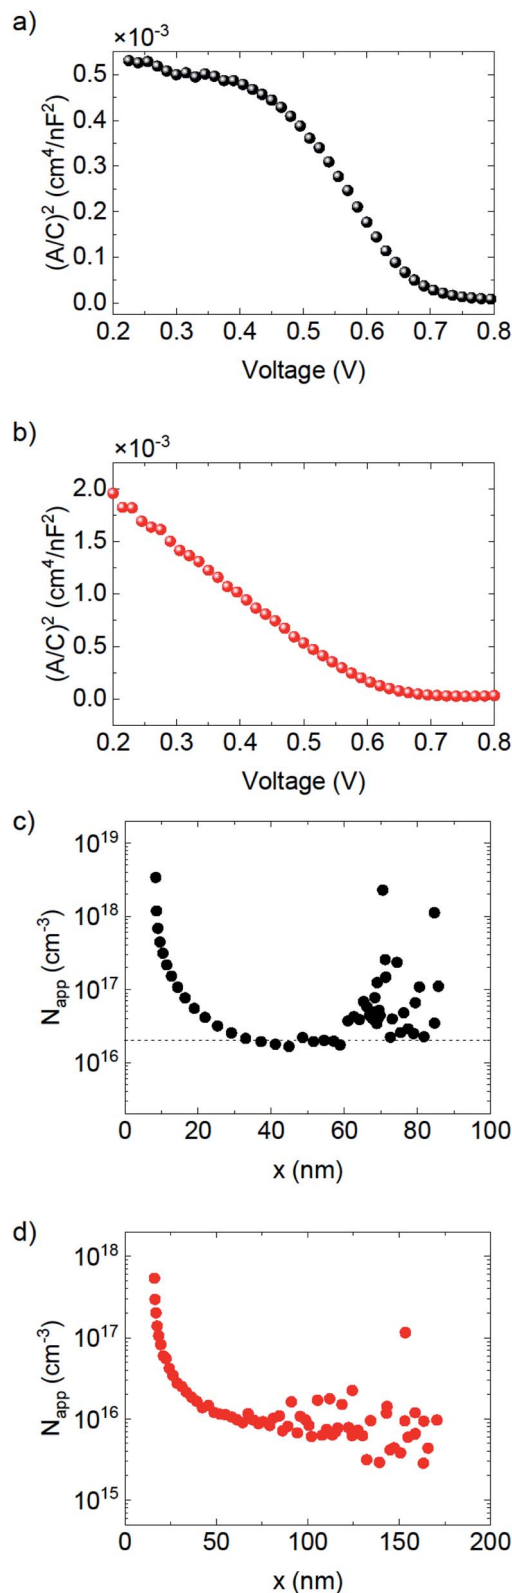 a)
×10⁻³
(A/C)² (cm⁴/nF²)
0.5
0.4
0.3
0.2
0.1
0.0
0.2 0.3 0.4 0.5 0.6 0.7 0.8
Voltage (V)
b)
×10⁻³
(A/C)² (cm⁴/nF²)
2.0
1.5
1.0
0.5
0.0
0.2 0.3 0.4 0.5 0.6 0.7 0.8
Voltage (V)
c)
N_app (cm⁻³)
10¹⁹
10¹⁸
10¹⁷
10¹⁶
0 20 40 60 80 100
x (nm)
d)
N_app (cm⁻³)
10¹⁸
10¹⁷
10¹⁶
10¹⁵
0 50 100 150 200
x (nm)